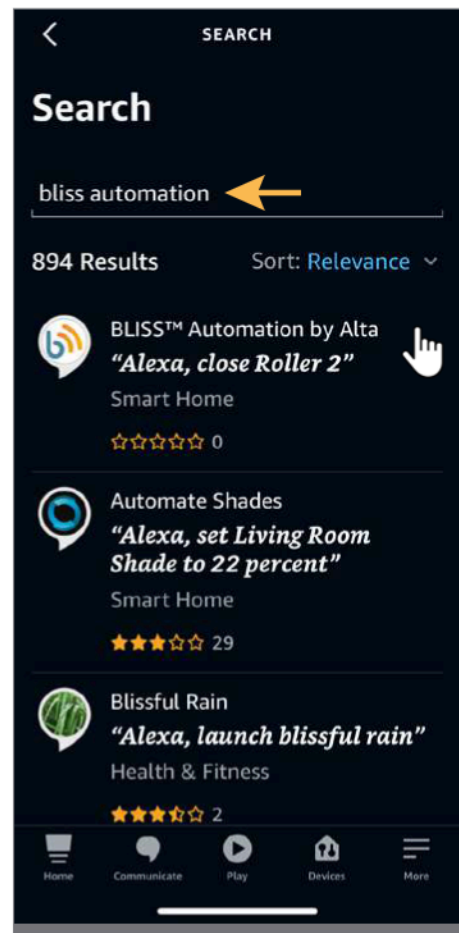 SEARCH
Search
bliss automation
894 Results Sort: Relevance
BLISS™ Automation by Alta
“Alexa, close Roller 2”
Smart Home
0
Automate Shades
“Alexa, set Living Room
Shade to 22 percent”
Smart Home
29
Blissful Rain
“Alexa, launch blissful rain”
Health & Fitness
2
Home Communicate Play Devices More